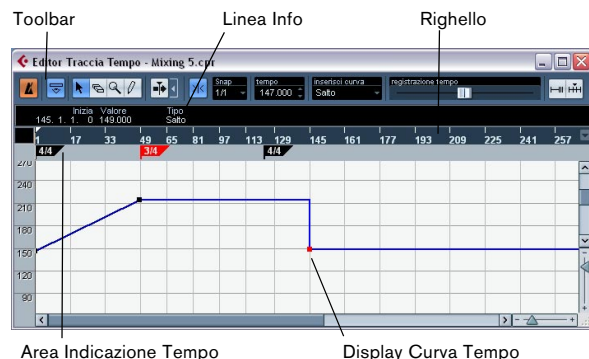 Toolbar Linea Info Righello
Editor Traccia Tempo - Mixing 5.cpr
Snap tempo inserisci curva registrazione tempo
1/1 147.000 Salto
Inizia Valore Tipo
145. 1. 1. 0 149.000 Salto
1 17 33 49 65 81 97 113 129 145 161 177 193 209 225 241 257
4/4 3/4 4/4
270
240
210
180
150
120
90
Area Indicazione Tempo Display Curva Tempo